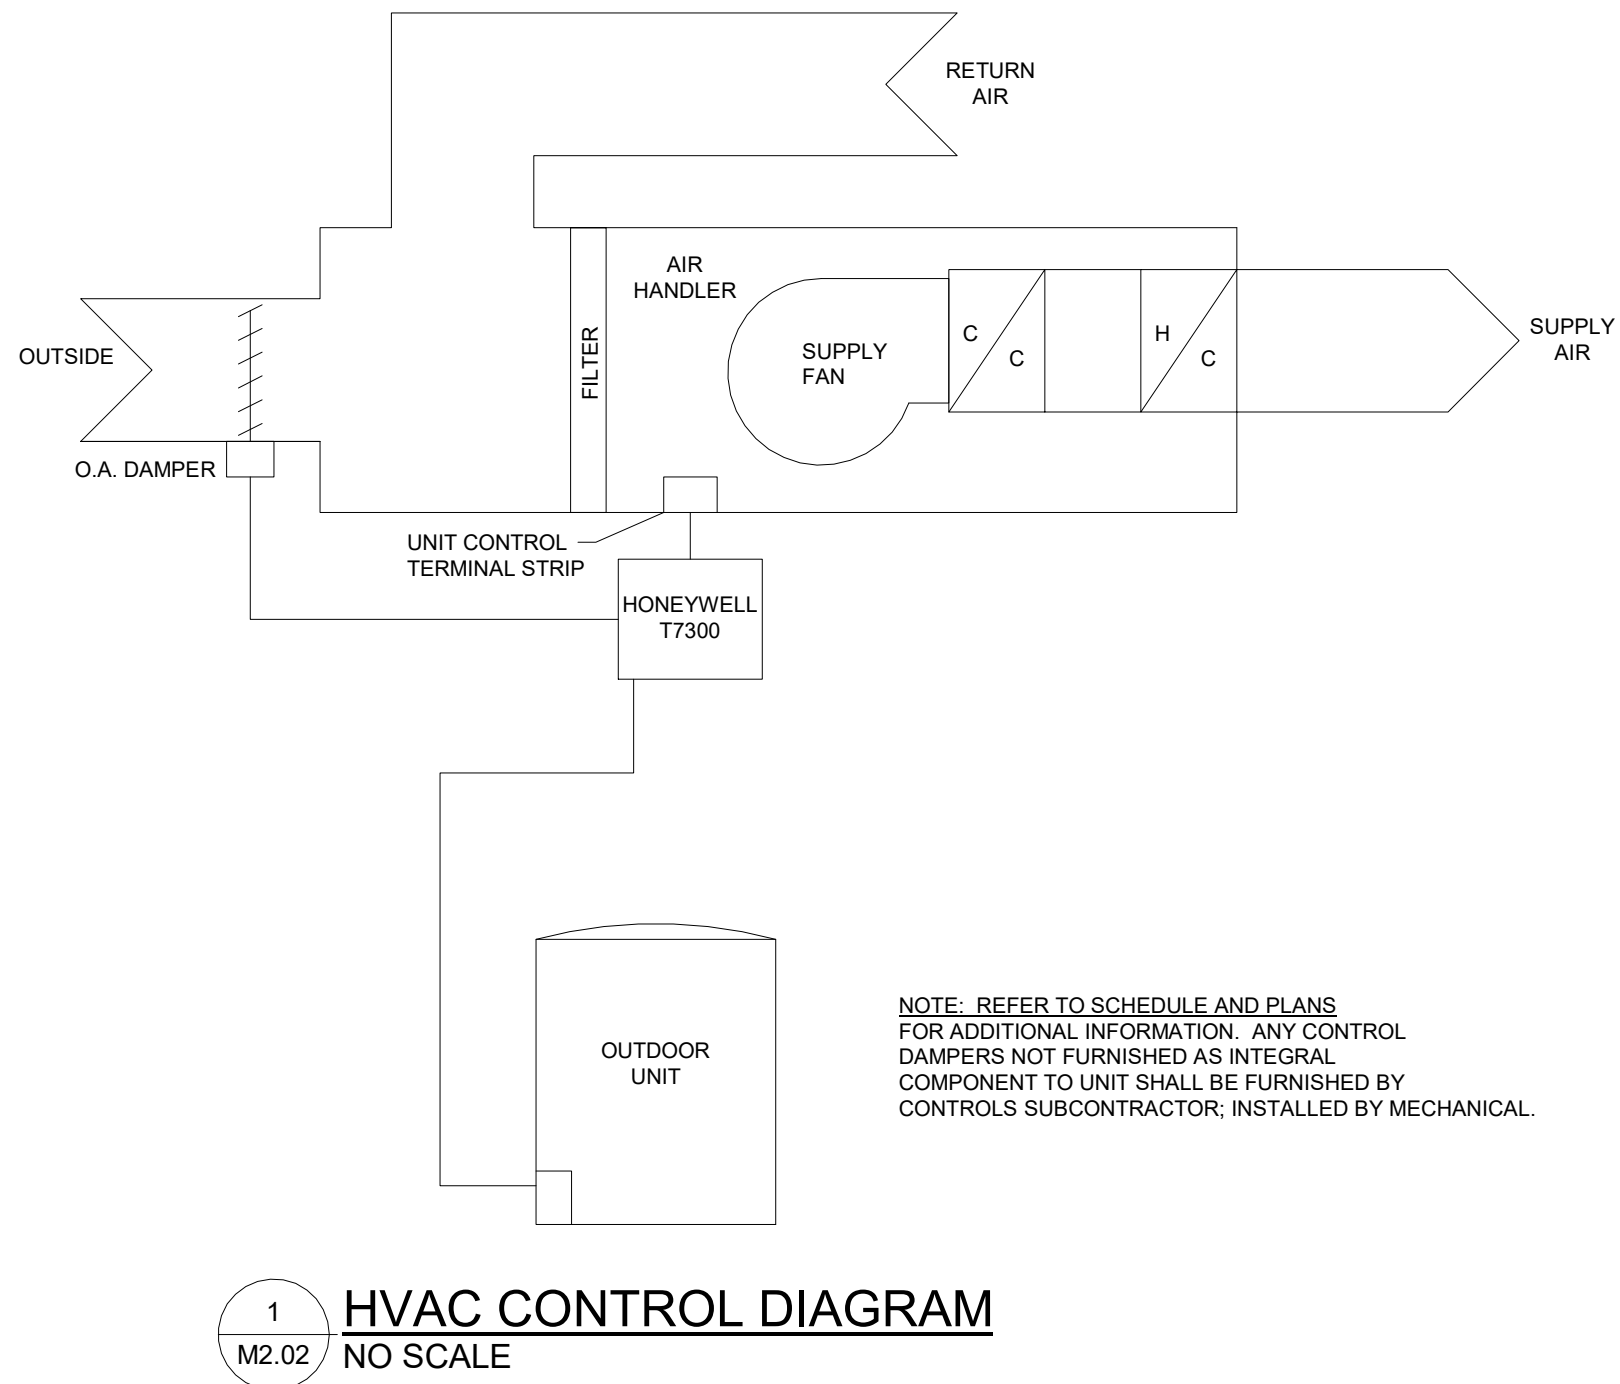 RETURN
AIR
AIR
HANDLER
OUTSIDE
FILTER
SUPPLY
FAN
C
C
H
C
SUPPLY
AIR
O.A. DAMPER
UNIT CONTROL
TERMINAL STRIP
HONEYWELL
T7300
OUTDOOR
UNIT
NOTE:  REFER TO SCHEDULE AND PLANS
FOR ADDITIONAL INFORMATION.  ANY CONTROL
DAMPERS NOT FURNISHED AS INTEGRAL
COMPONENT TO UNIT SHALL BE FURNISHED BY
CONTROLS SUBCONTRACTOR; INSTALLED BY MECHANICAL.
1
M2.02
HVAC CONTROL DIAGRAM
NO SCALE